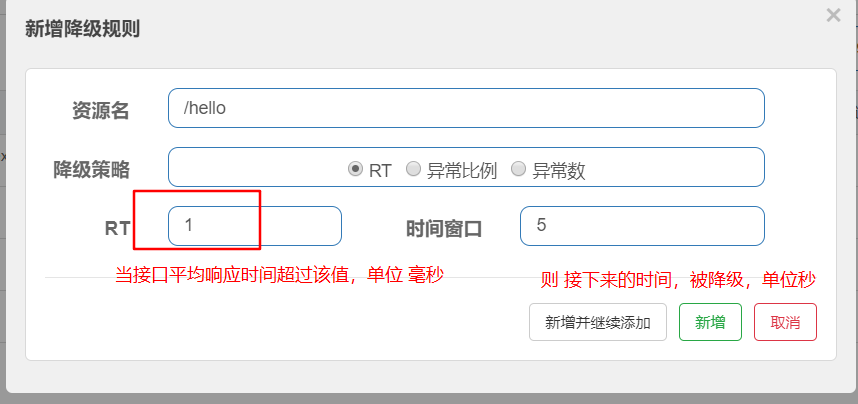 新增降级规则
资源名 /hello
降级策略 RT 异常比例 异常数
RT 1 时间窗口 5
当接口平均响应时间超过该值，单位 毫秒
则 接下来的时间，被降级，单位秒
新增并继续添加 新增 取消